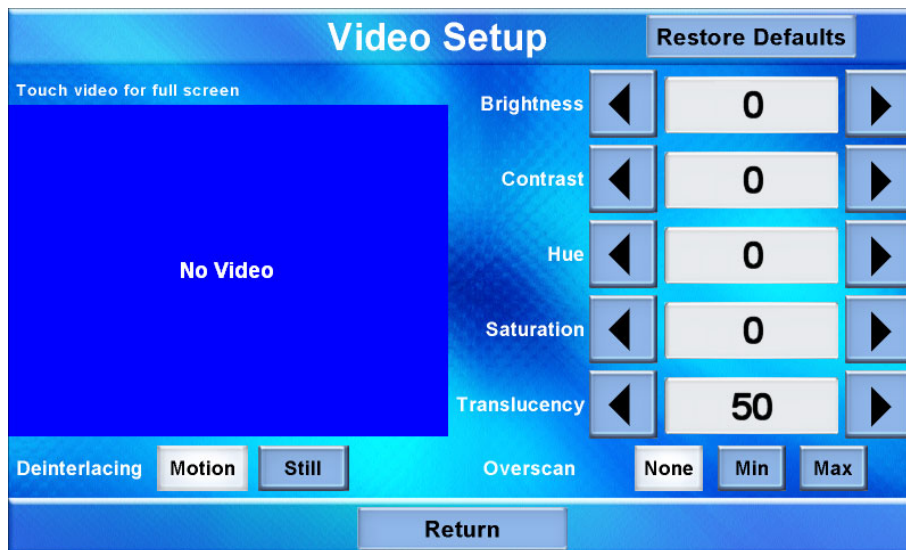 Video Setup
Restore Defaults
Touch video for full screen
No Video
Brightness 0
Contrast 0
Hue 0
Saturation 0
Translucency 50
Deinterlacing Motion Still
Overscan None Min Max
Return